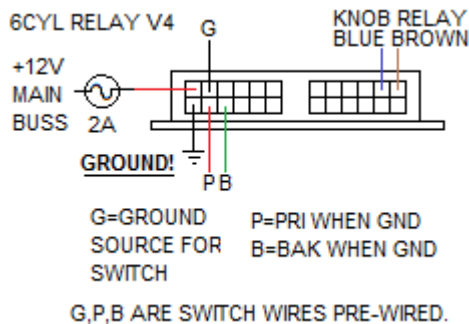 6CYL RELAY V4
G
KNOB RELAY
BLUE BROWN
+12V
MAIN
BUSS
2A
GROUND!
P B
G=GROUND
SOURCE FOR
SWITCH
P=PRI WHEN GND
B=BAK WHEN GND
G,P,B ARE SWITCH WIRES PRE-WIRED.